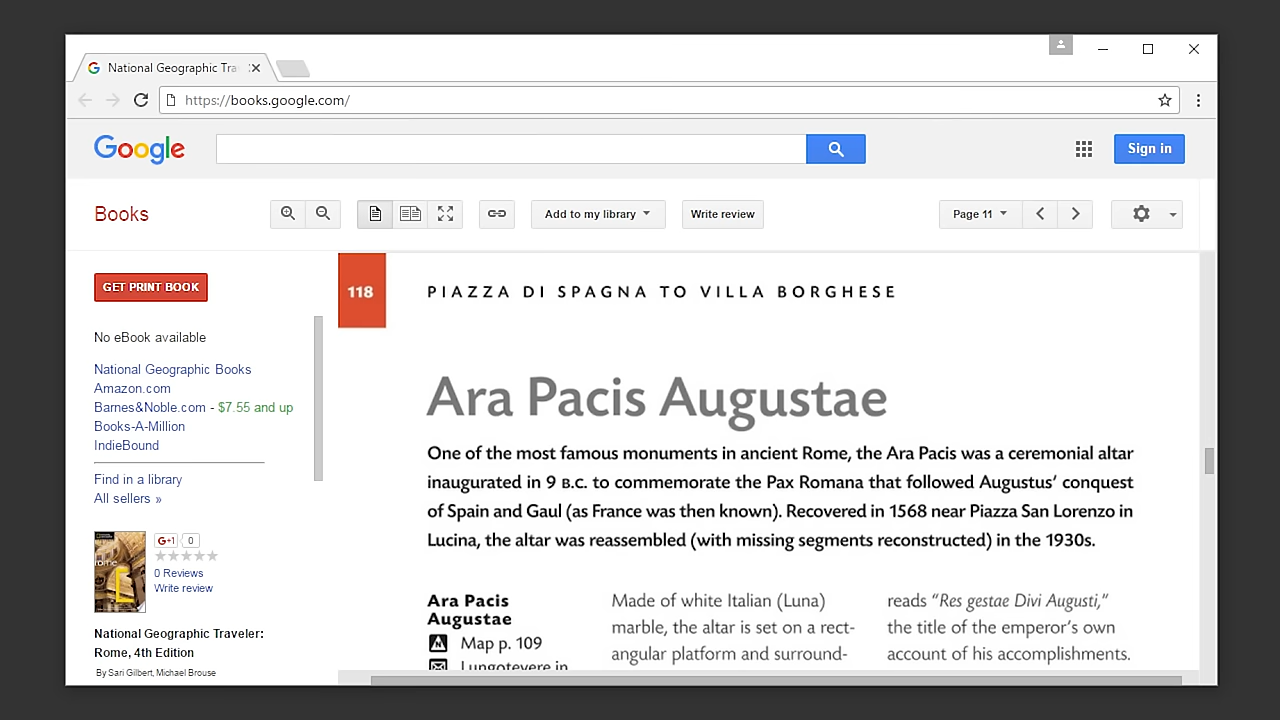 National Geographic Tra
https://books.google.com/
Google
Sign in
Books
Add to my library
Write review
Page 11
GET PRINT BOOK
No eBook available
National Geographic Books
Amazon.com
Barnes&Noble.com - $7.55 and up
Books-A-Million
IndieBound
Find in a library
All sellers »
rome
G+1 0
0 Reviews
Write review
National Geographic Traveler:
Rome, 4th Edition
By Sari Gilbert, Michael Brouse
118 PIAZZA DI SPAGNA TO VILLA BORGHESE
Ara Pacis Augustae
One of the most famous monuments in ancient Rome, the Ara Pacis was a ceremonial altar
inaugurated in 9 B.C. to commemorate the Pax Romana that followed Augustus’ conquest
of Spain and Gaul (as France was then known). Recovered in 1568 near Piazza San Lorenzo in
Lucina, the altar was reassembled (with missing segments reconstructed) in the 1930s.
Ara Pacis
Augustae
Map p. 109
Lungotevere in
Made of white Italian (Luna)
marble, the altar is set on a rect-
angular platform and surround-
reads “Res gestae Divi Augusti,”
the title of the emperor’s own
account of his accomplishments.